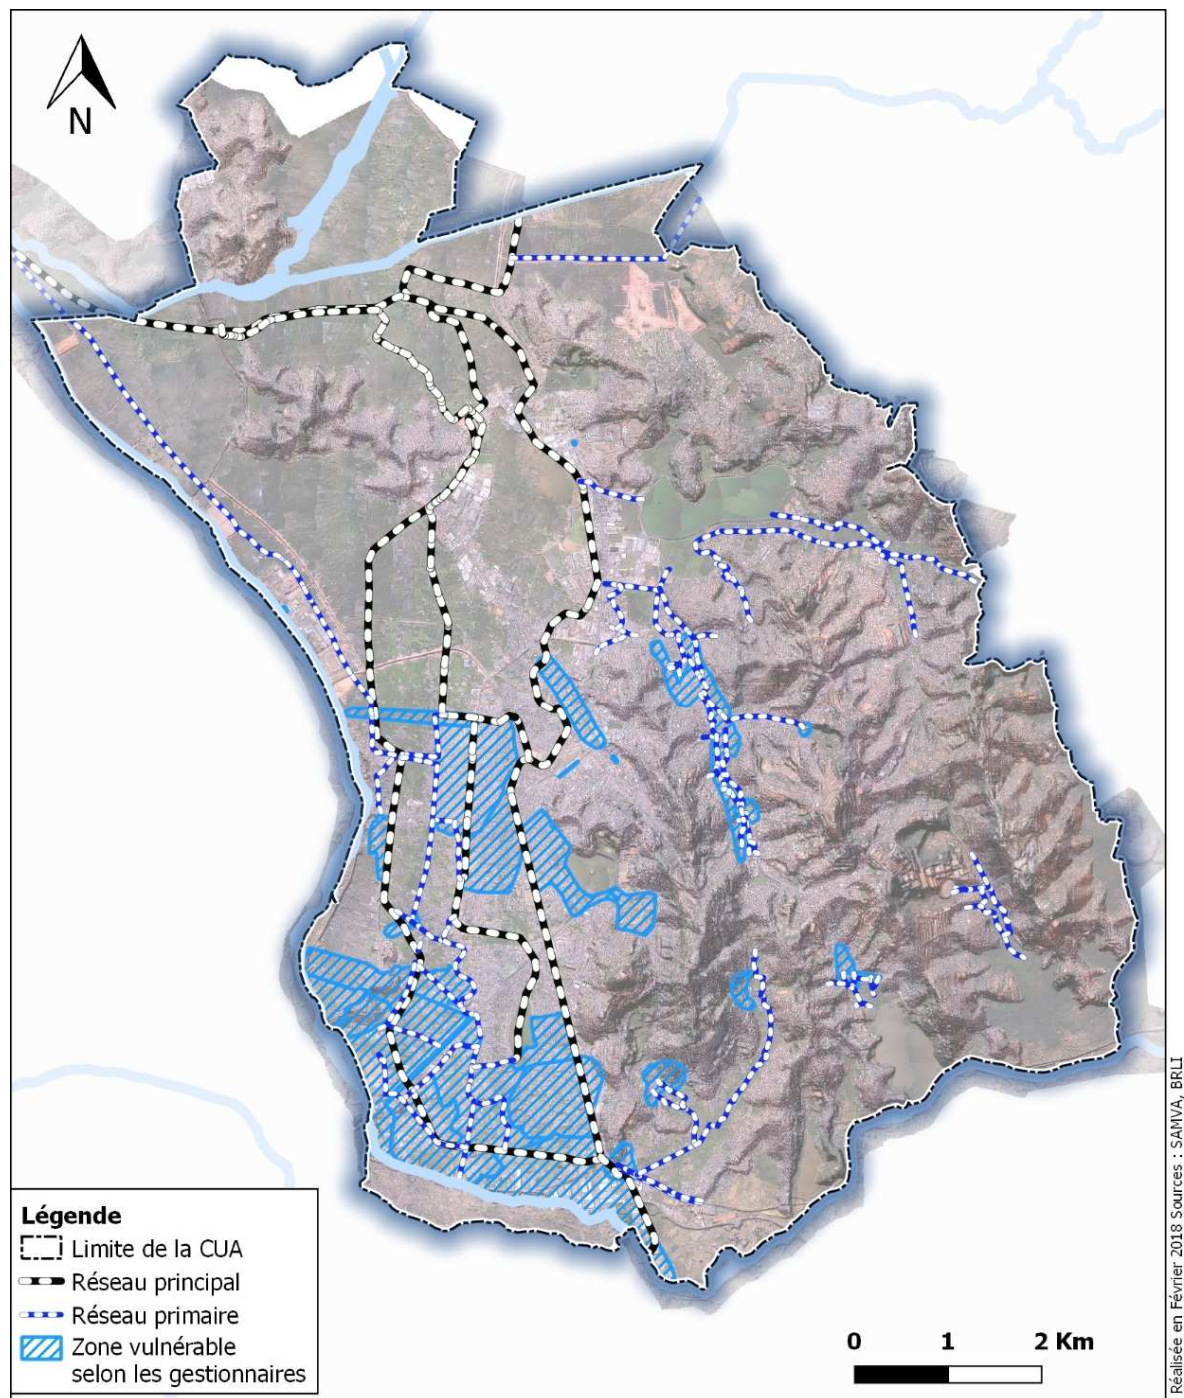 N
Légende
Limite de la CUA
Réseau principal
Réseau primaire
Zone vulnérable
selon les gestionnaires
0 1 2 Km
Réalisée en Février 2018 Sources : SAMVA, BRLI